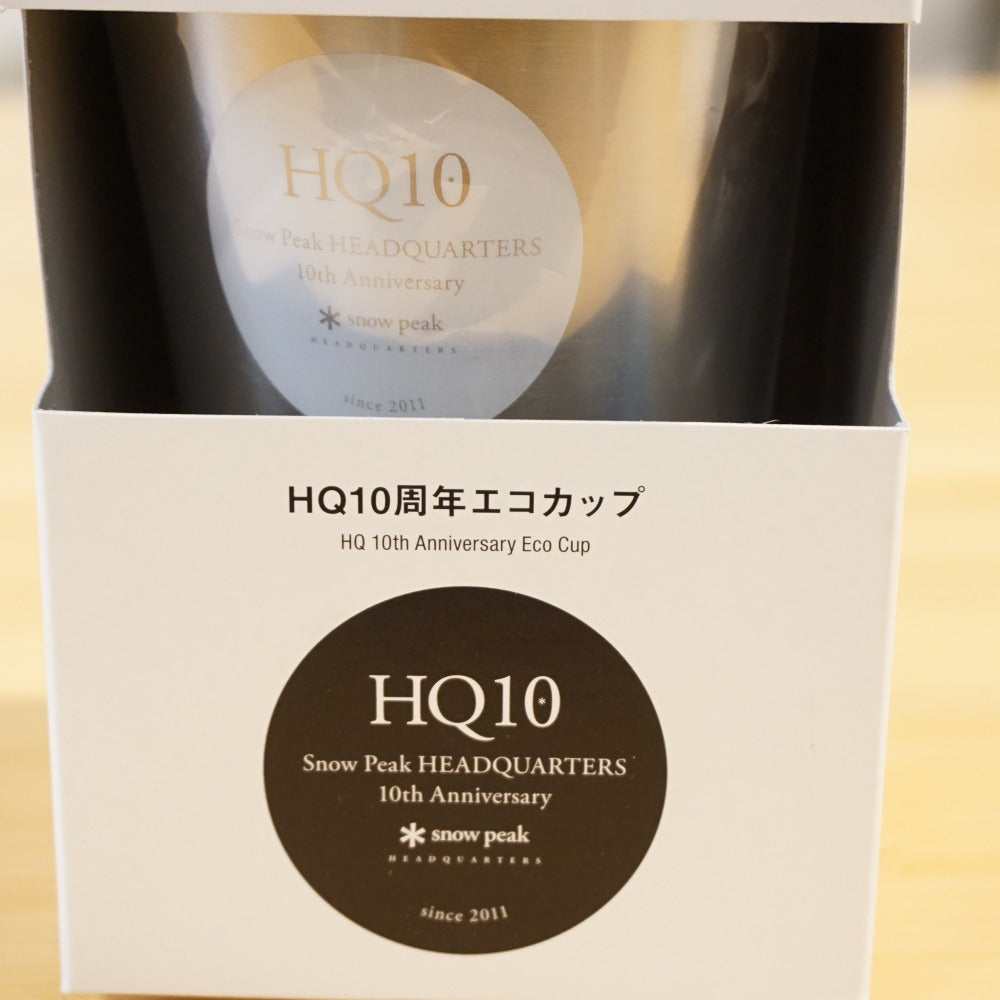 HQ10
Snow Peak HEADQUARTERS
10th Anniversary
snow peak
HEADQUARTERS
since 2011
HQ10周年エコカップ
HQ 10th Anniversary Eco Cup
HQ10
Snow Peak HEADQUARTERS
10th Anniversary
snow peak
HEADQUARTERS
since 2011